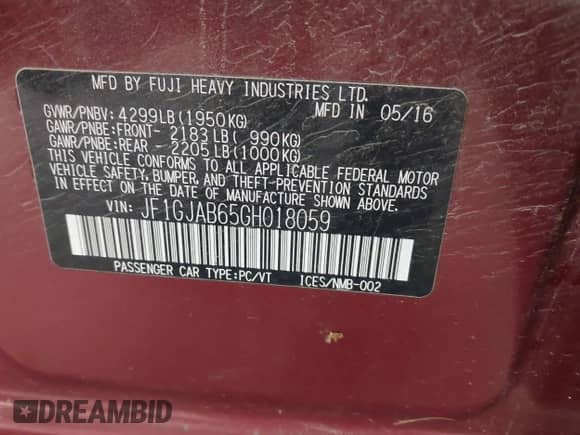 MFD BY FUJI HEAVY INDUSTRIES LTD.
MFD IN 05/16
GVWR/PNBV: 4299LB(1950KG)
GAWR/PNBE:FRONT- 2183LB( 990KG)
GAWR/PNBE:REAR - 2205LB(1000KG)
THIS VEHICLE CONFORMS TO ALL APPLICABLE FEDERAL MOTOR
VEHICLE SAFETY,BUMPER, AND THEFT-PREVENTION STANDARDS
IN EFFECT ON THE DATE OF MANUFACTURE SHOWN ABOVE.
VIN: JF1GJAB65GH018059
PASSENGER CAR TYPE:PC/VT ICES/NMB-002
DREAMBID